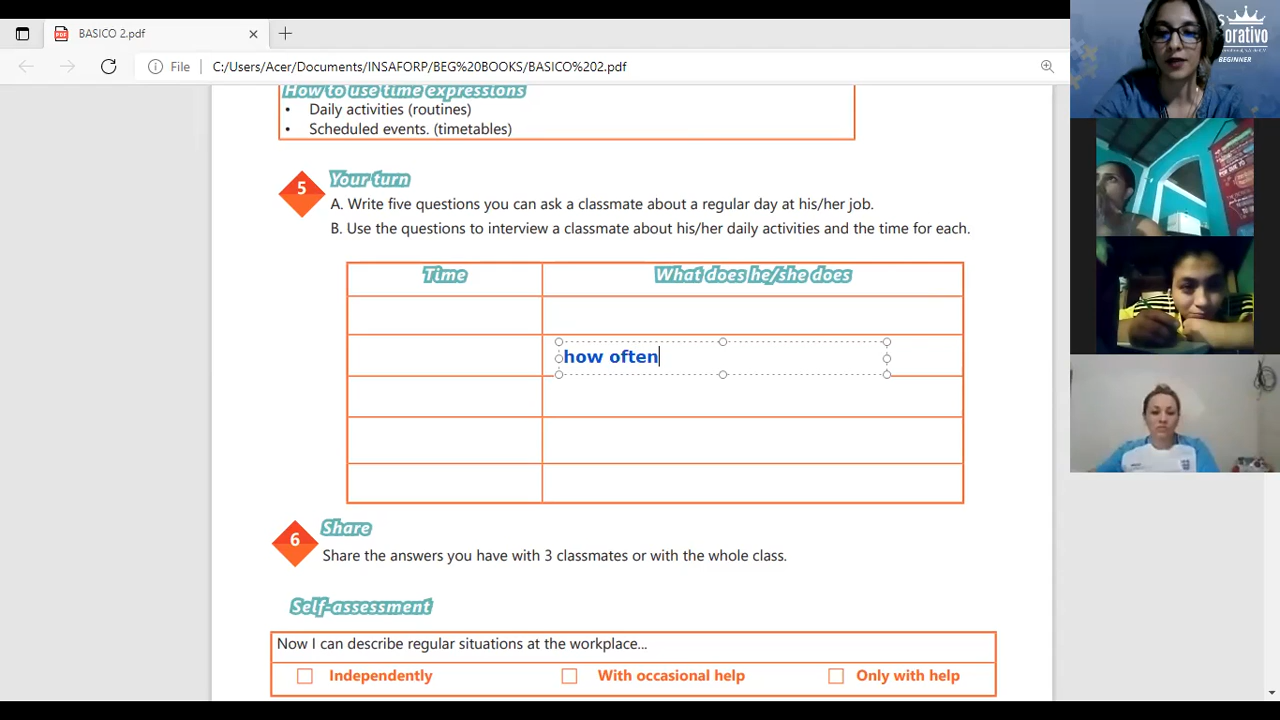 BASICO 2.pdf
File
C:/Users/Acer/Documents/INSAFORP/BEG%20BOOKS/BASICO%202.pdf
orativo
BEGINNER
How to use time expressions
• Daily activities (routines)
• Scheduled events. (timetables)
5 Your turn
A. Write five questions you can ask a classmate about a regular day at his/her job.
B. Use the questions to interview a classmate about his/her daily activities and the time for each.
Time What does he/she does
how often
6 Share
Share the answers you have with 3 classmates or with the whole class.
Self-assessment
Now I can describe regular situations at the workplace...
Independently With occasional help Only with help